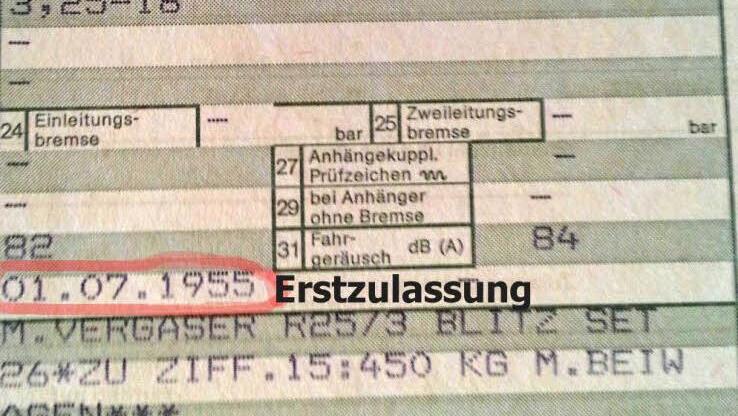 3,25-18
--
--
24 Einleitungs- bremse ---- bar 25 Zweileitungs- bremse -- bar
-- 27 Anhängekuppl. Prüfzeichen --
-- 29 bei Anhänger ohne Bremse --
82 31 Fahr- geräusch dB (A) 84
01.07.1955 Erstzulassung
M.VERGASER R25/3 BLITZ SET
26*ZU ZIFF.15:450 KG M.BEIW
AGEN***